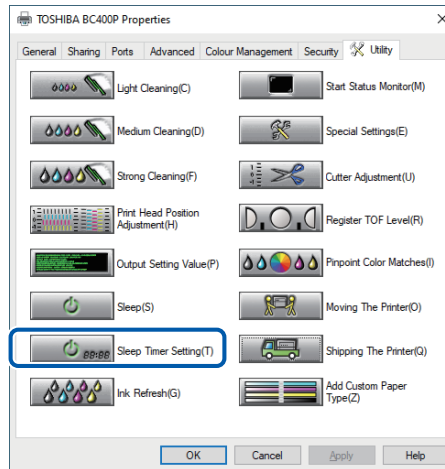 TOSHIBA BC400P Properties
General Sharing Ports Advanced Colour Management Security Utility
Light Cleaning(C)
Start Status Monitor(M)
Medium Cleaning(D)
Special Settings(E)
Strong Cleaning(F)
Cutter Adjustment(U)
Print Head Position
Adjustment(H)
Register TOF Level(R)
Output Setting Value(P)
Pinpoint Color Matches(I)
Sleep(S)
Moving The Printer(O)
88:88 Sleep Timer Setting(T)
Shipping The Printer(Q)
Ink Refresh(G)
Add Custom Paper
Type(Z)
OK Cancel Apply Help